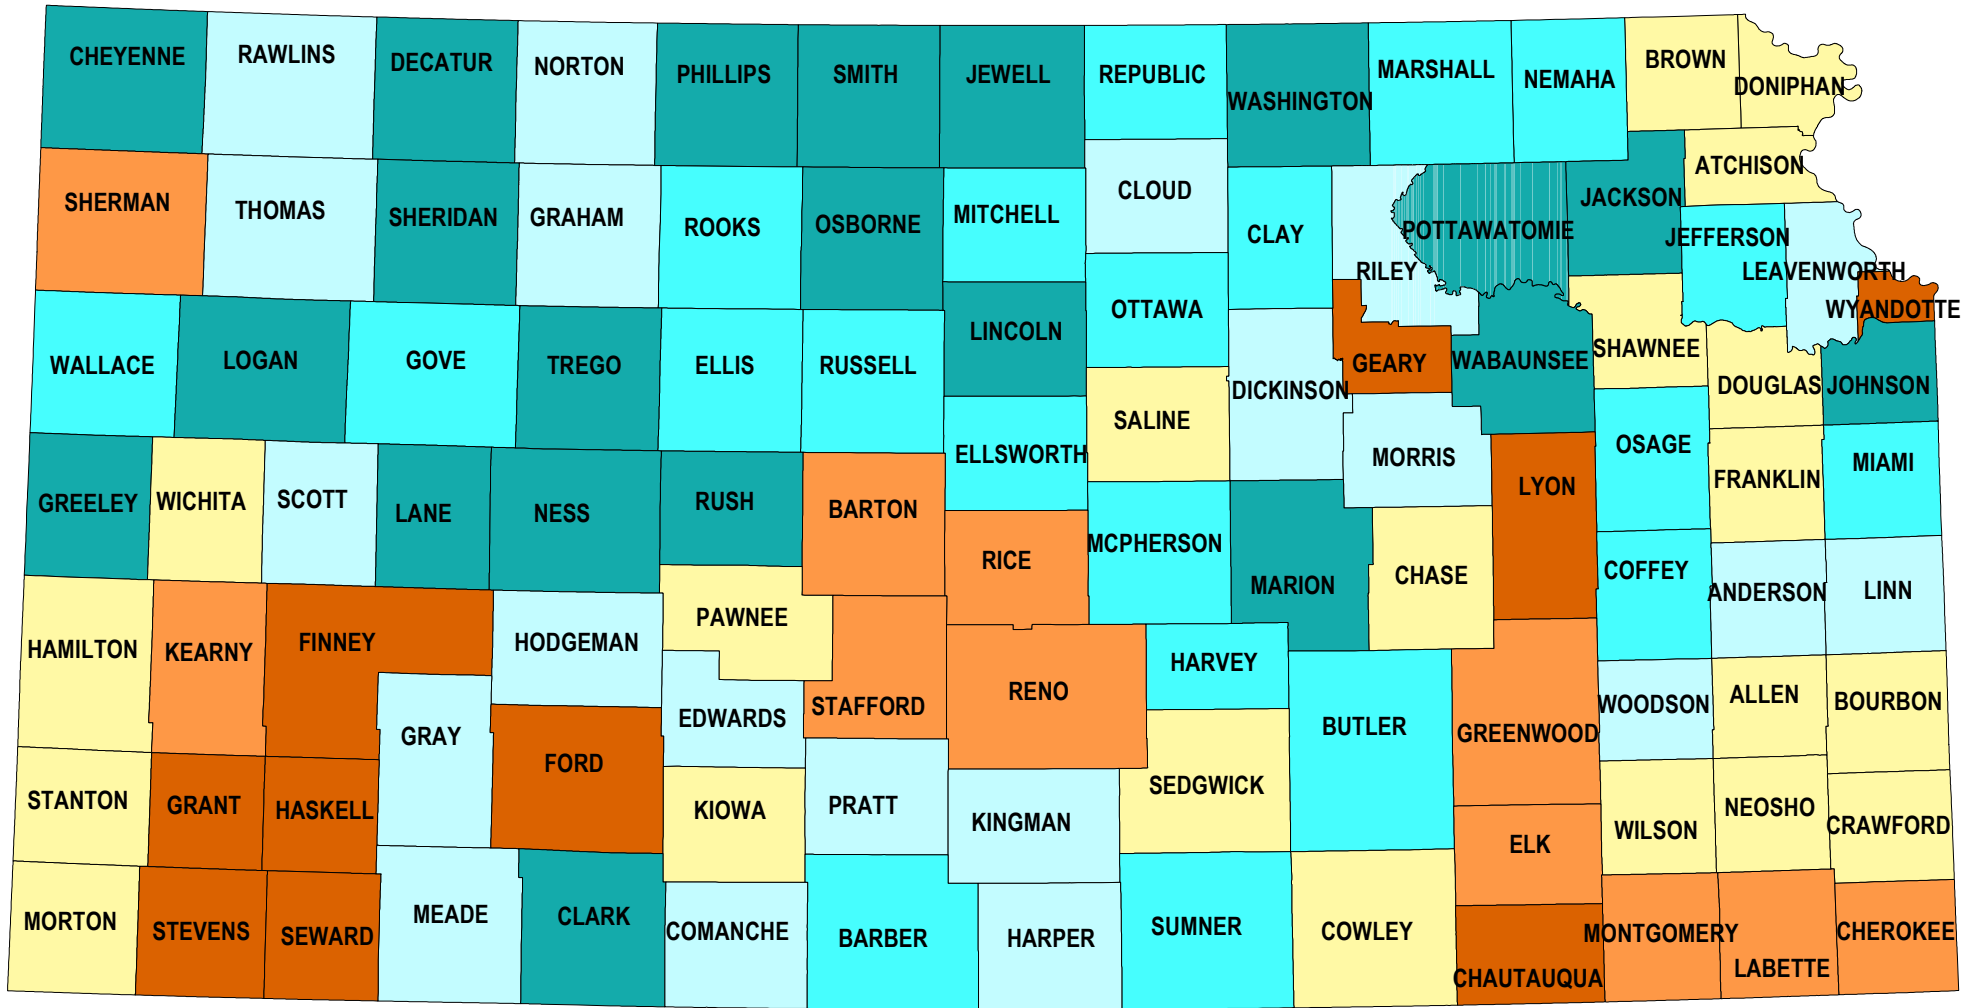 CHEYENNE
RAWLINS
DECATUR
NORTON
PHILLIPS
SMITH
JEWELL
REPUBLIC
WASHINGTON
MARSHALL
NEMAHA
BROWN
DONIPHAN
SHERMAN
THOMAS
SHERIDAN
GRAHAM
ROOKS
OSBORNE
MITCHELL
CLOUD
CLAY
RILEY
POTTAWATOMIE
JACKSON
ATCHISON
JEFFERSON
LEAVENWORTH
WYANDOTTE
WALLACE
LOGAN
GOVE
TREGO
ELLIS
RUSSELL
LINCOLN
OTTAWA
DICKINSON
GEARY
WABAUNSEE
SHAWNEE
DOUGLAS
JOHNSON
GREELEY
WICHITA
SCOTT
LANE
NESS
RUSH
BARTON
ELLSWORTH
SALINE
MORRIS
LYON
OSAGE
FRANKLIN
MIAMI
RICE
MCPHERSON
MARION
CHASE
COFFEY
ANDERSON
LINN
HAMILTON
KEARNY
FINNEY
HODGEMAN
PAWNEE
STAFFORD
RENO
HARVEY
BUTLER
GREENWOOD
WOODSON
ALLEN
BOURBON
GRAY
FORD
EDWARDS
STANTON
GRANT
HASKELL
KIOWA
PRATT
KINGMAN
SEDGWICK
ELK
WILSON
NEOSHO
CRAWFORD
MORTON
STEVENS
SEWARD
MEADE
CLARK
COMANCHE
BARBER
HARPER
SUMNER
COWLEY
CHAUTAUQUA
MONTGOMERY
LABETTE
CHEROKEE